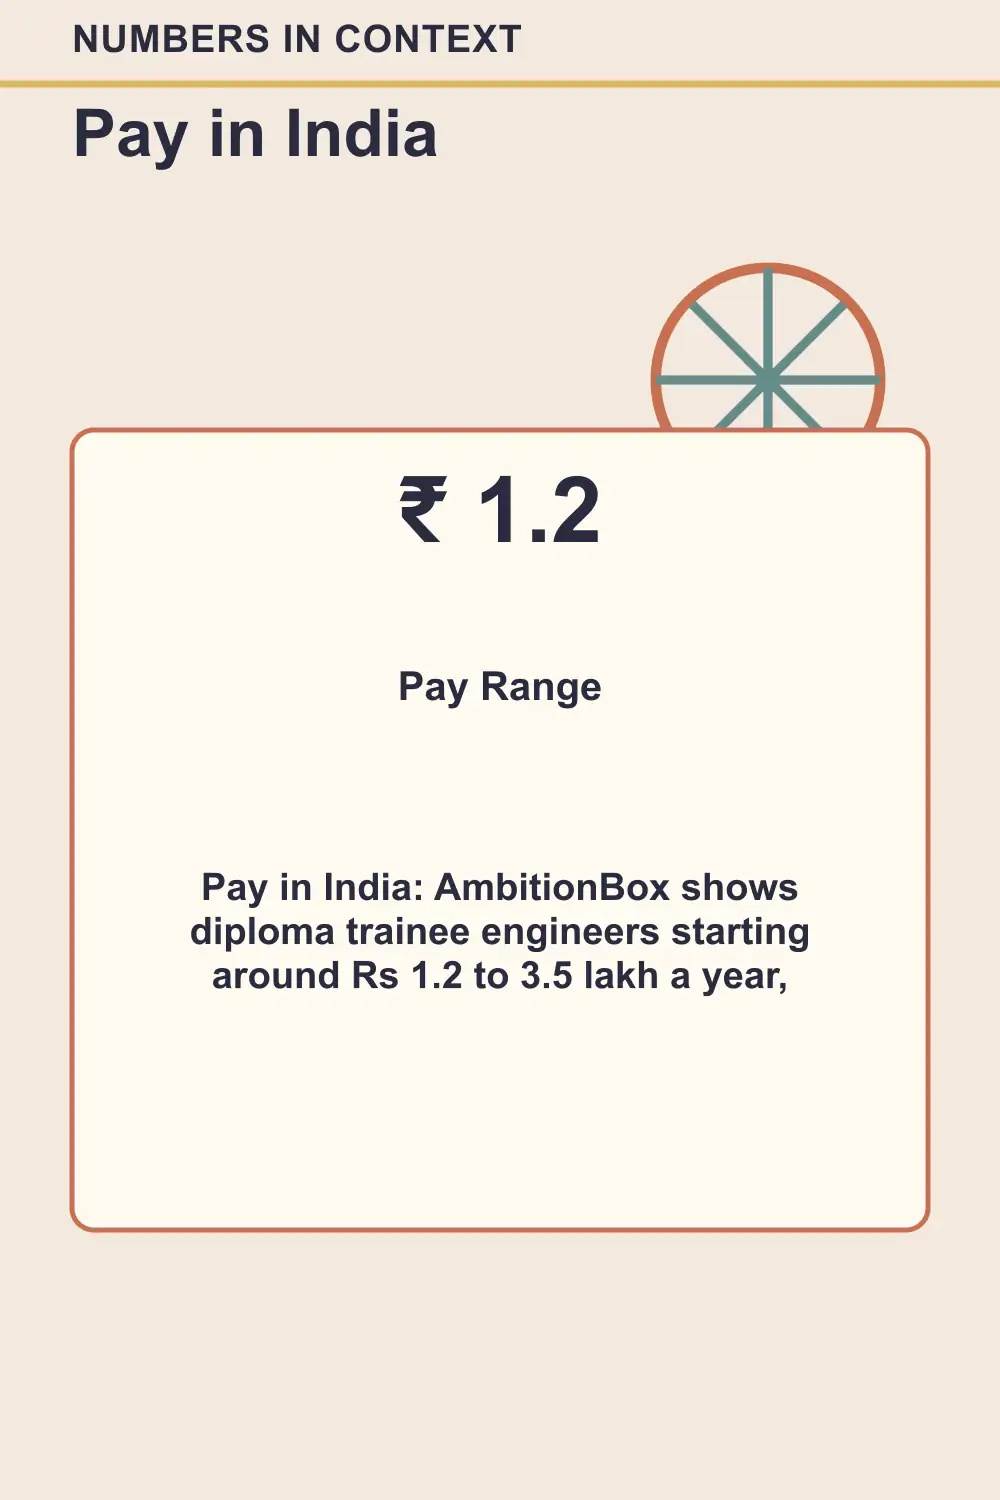 NUMBERS IN CONTEXT
Pay in India
₹ 1.2
Pay Range
Pay in India: AmbitionBox shows
diploma trainee engineers starting
around Rs 1.2 to 3.5 lakh a year,